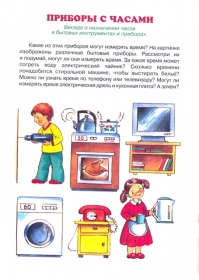 ПРИБОРЫ С ЧАСАМИ
Беседа о назначении часов
в бытовых инструментах и приборах.
Какие из этих приборов могут измерять время? На картинке
изображены различные бытовые приборы. Рассмотри их
и подумай, могут ли они измерять время. За какое время может
согреть воду электрический чайник? Сколько времени
понадобится стиральной машине, чтобы выстирать бельё?
Можно ли узнать время по телефону или телевизору? Могут ли
измерять время электрическая дрель и кухонная плита? А зачем?